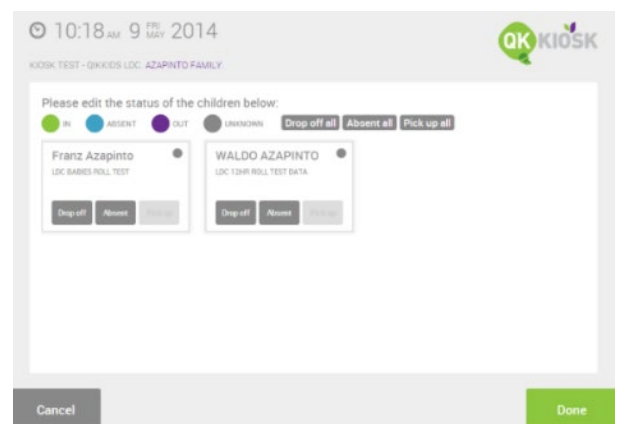 10:18 AM 9 FRI MAY 2014
QK KIOSK
KIOSK TEST - QIKKIDS LDC: AZAPINTO FAMILY
Please edit the status of the children below:
IN ABSENT OUT UNKNOWN Drop off all Absent all Pick up all
Franz Azapinto WALDO AZAPINTO
LDC BABIES ROLL TEST LDC 12HR ROLL TEST DATA
Drop off Absent Pick up Drop off Absent Pick up
Cancel Done